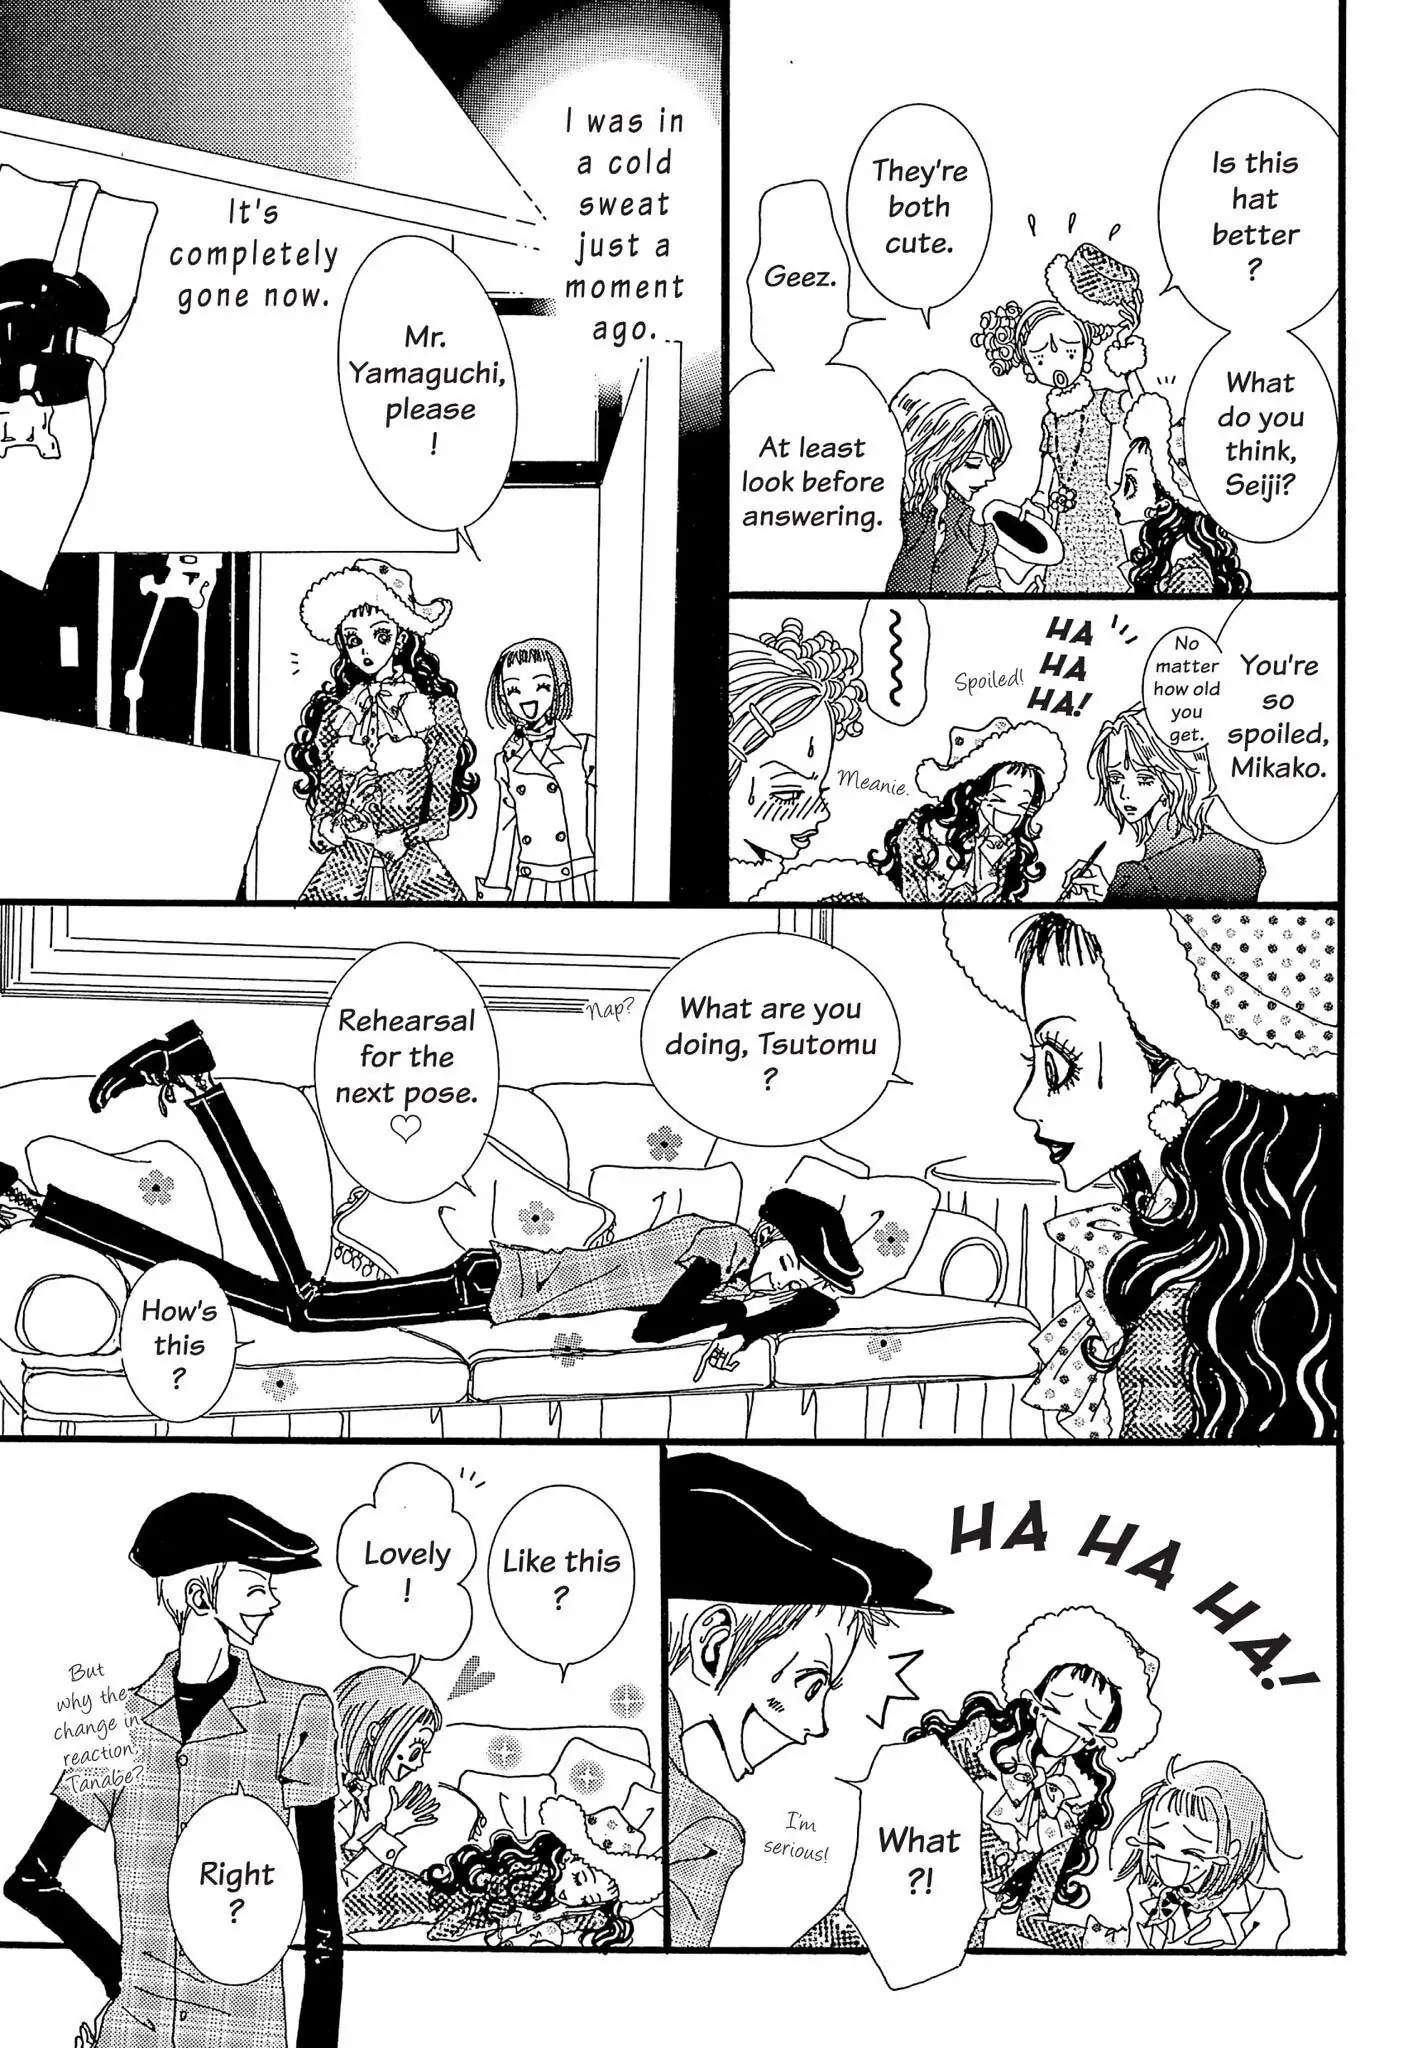 Is this
hat
better
?
What
do you
think,
Seiji?
They're
both
cute.
Geez.
At least
look before
answering.
You're
so
spoiled,
Mikako.
No
matter
how old
you
get.
HA
HA
HA!
Spoiled!
Meanie.
I was in
a cold
sweat
just a
moment
ago.
It's
completely
gone now.
Mr.
Yamaguchi,
please
!
What are you
doing, Tsutomu
?
Nap?
Rehearsal
for the
next pose.
♡
How's
this
?
HA HA HA HA!
What
?!
I'm
serious!
Like this
?
Lovely
!
But
why the
change in
reaction,
Tanabe?
Right
?